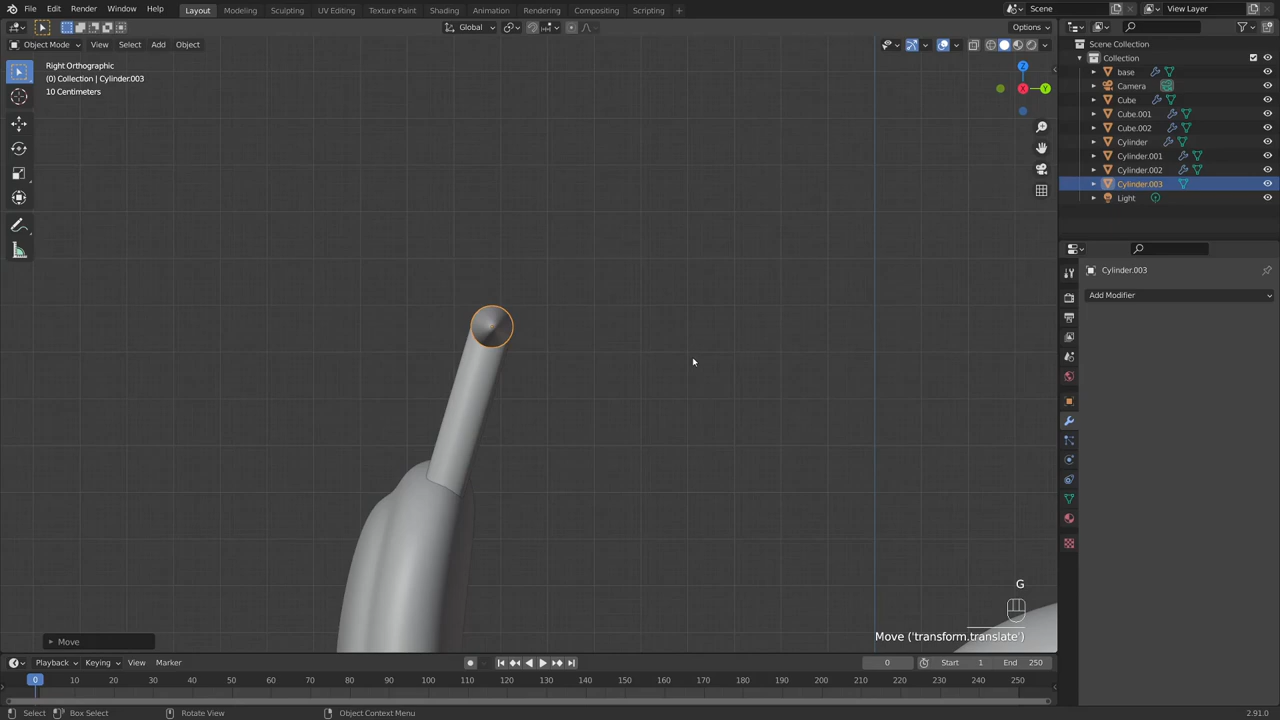 File Edit Render Window Help Layout Modeling Sculpting UV Editing Texture Paint Shading Animation Rendering Compositing Scripting + Scene View Layer
Global Options
Object Mode View Select Add Object
Right Orthographic
(0) Collection | Cylinder.003
10 Centimeters
Z
X
Y
Scene Collection
Collection
base
Camera
Cube
Cube.001
Cube.002
Cylinder
Cylinder.001
Cylinder.002
Cylinder.003
Light
Cylinder.003
Add Modifier
G
Move ('transform.translate')
Move
Playback Keying View Marker 0 Start 1 End 250
0 10 20 30 40 50 60 70 80 90 100 110 120 130 140 150 160 170 180 190 200 210 220 230 240 250
Select Box Select Rotate View Object Context Menu 2.91.0